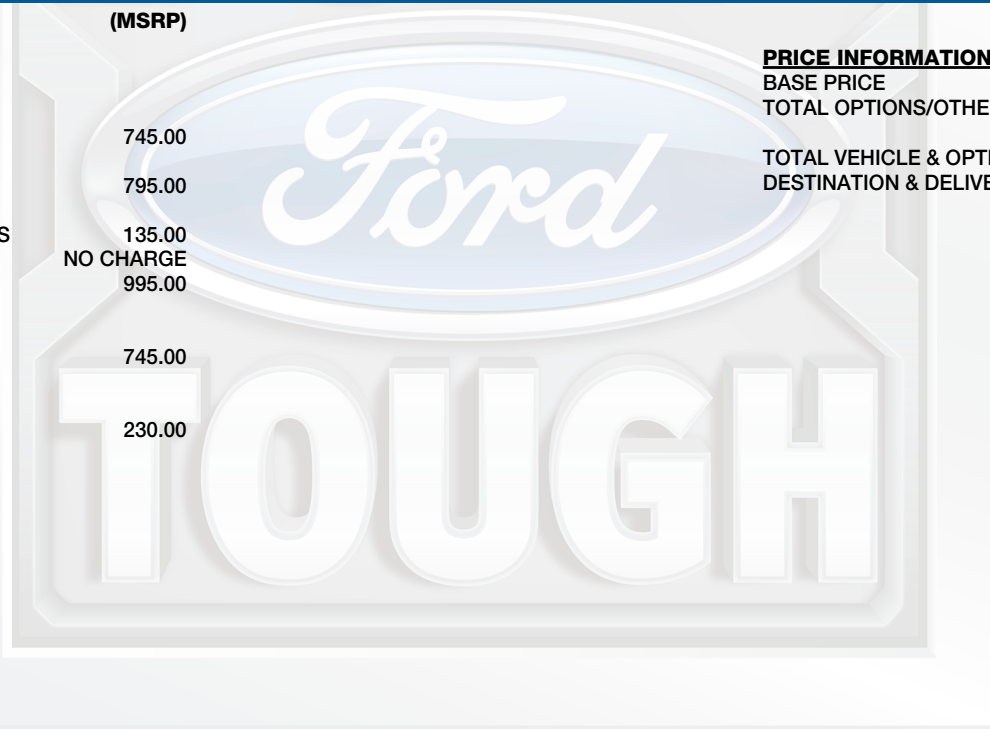 (MSRP)
745.00
795.00
S 135.00
NO CHARGE
995.00
745.00
230.00
PRICE INFORMATION
BASE PRICE
TOTAL OPTIONS/OTHE
TOTAL VEHICLE & OPTI
DESTINATION & DELIVE
Ford
TOUGH